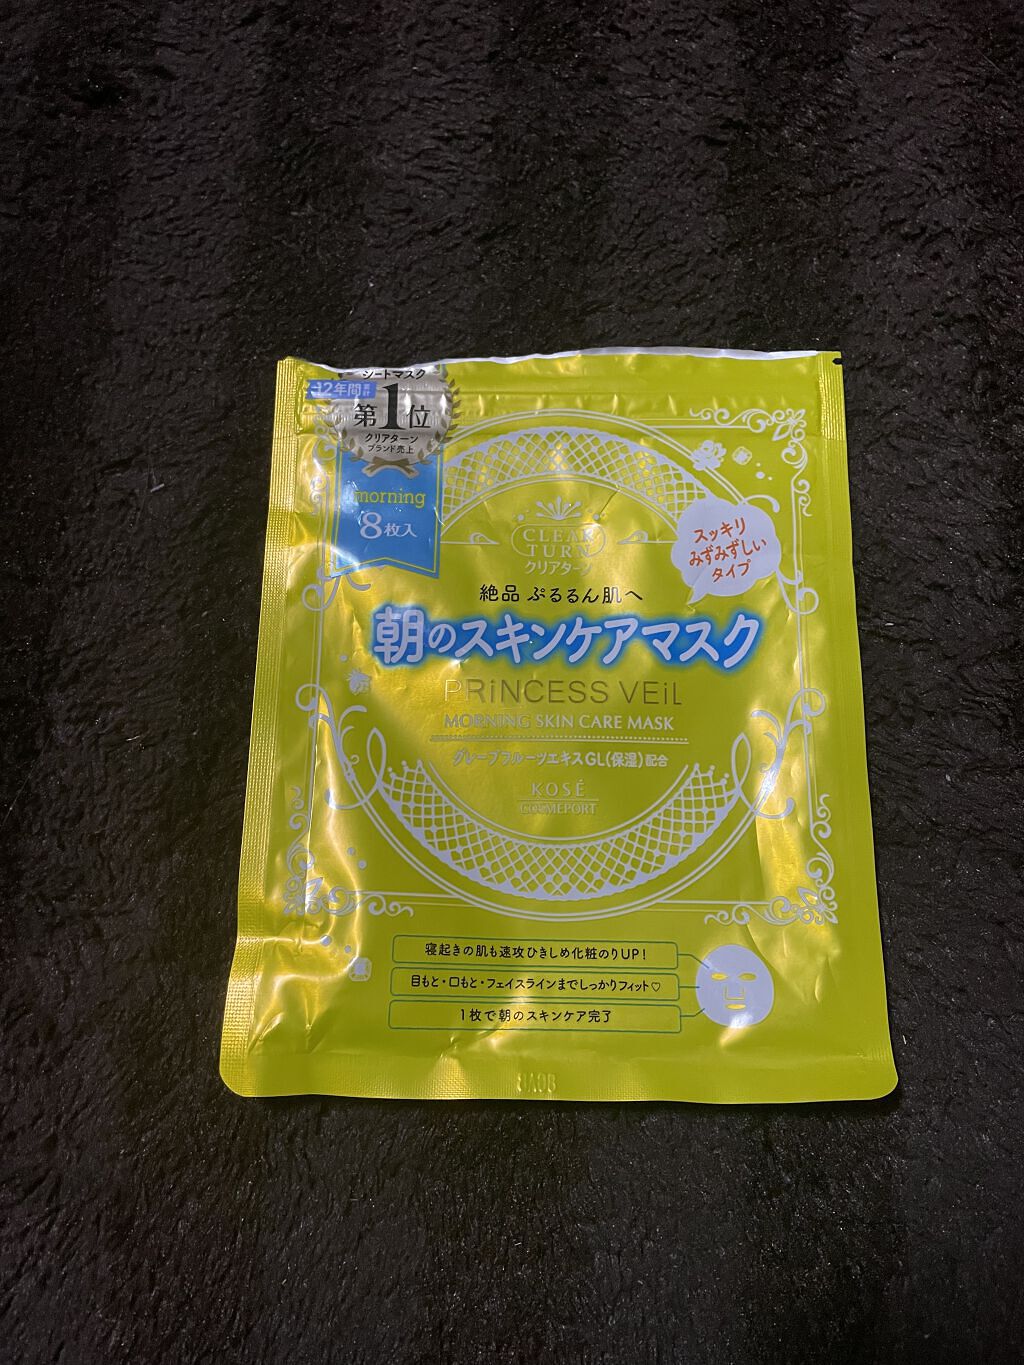 シートマスク
12年間
第1位
クリアターン
ブランド売上
morning
8枚入
CLEAR
TURN
クリアターン
スッキリ
みずみずしい
タイプ
絶品 ぷるるん肌へ
朝のスキンケアマスク
PRiNCESS VEiL
MORNING SKIN CARE MASK
グレープフルーツエキスGL(保湿)配合
KOSÉ
COSMEPORT
寝起きの肌も速攻ひきしめ化粧のりUP!
目もと・口もと・フェイスラインまでしっかりフィット♡
1枚で朝のスキンケア完了